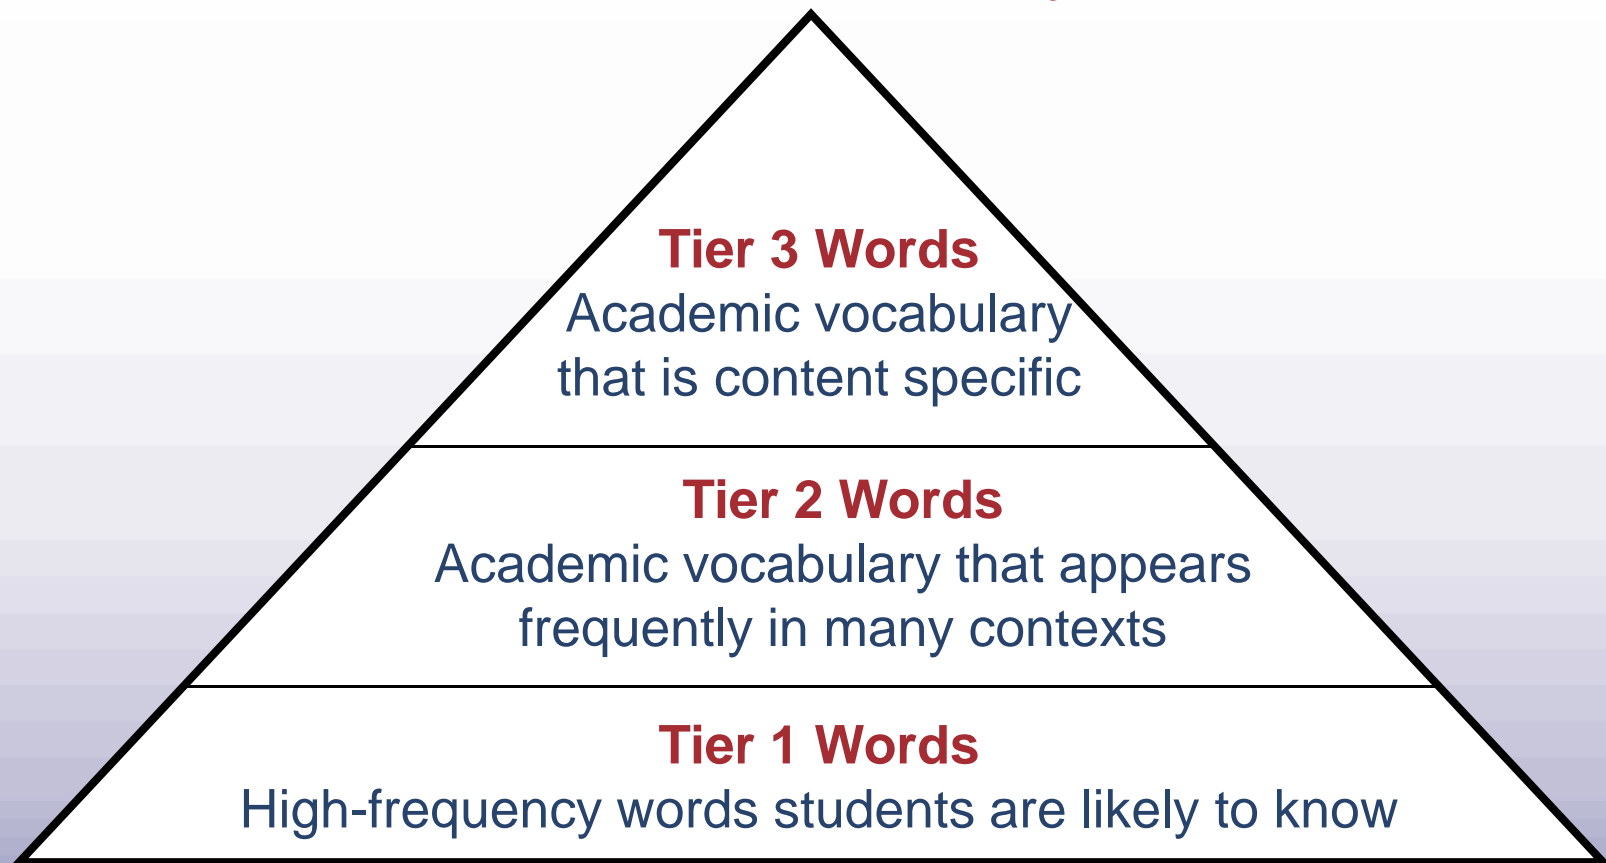 Tier 3 Words
Academic vocabulary
that is content specific
Tier 2 Words
Academic vocabulary that appears
frequently in many contexts
Tier 1 Words
High-frequency words students are likely to know